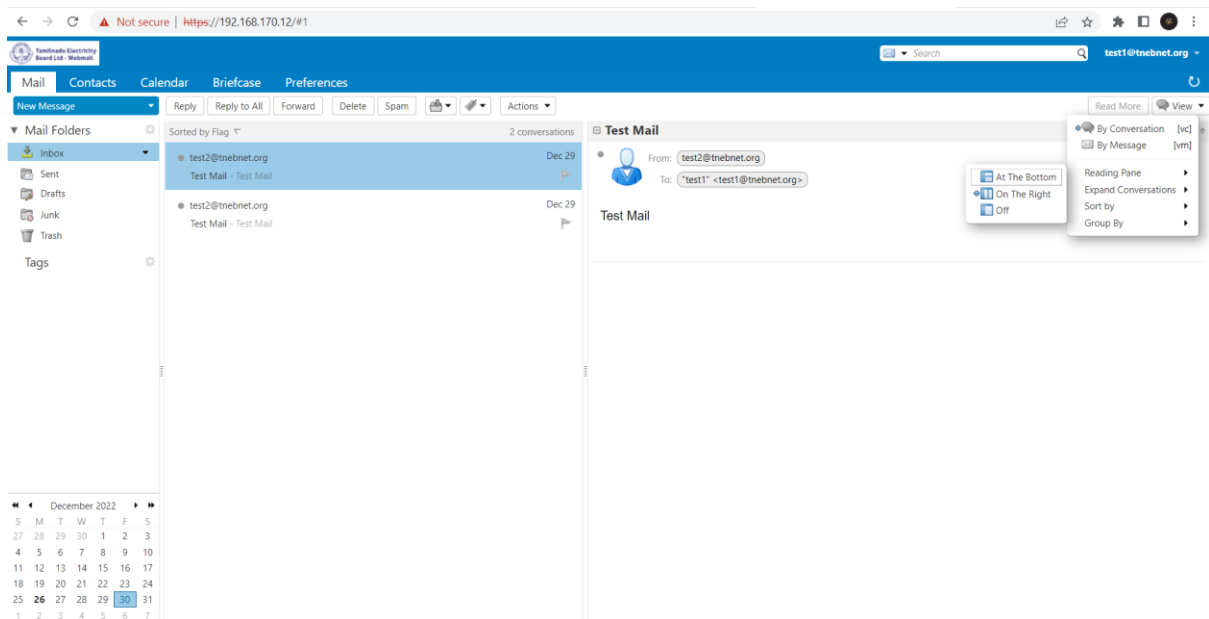 Not secure | https://192.168.170.12/#1
Tamilnadu Electricity
Board Ltd - Webmail
Search
test1@tnebnet.org
Mail Contacts Calendar Briefcase Preferences
New Message
Reply Reply to All Forward Delete Spam Actions
Read More View
Mail Folders
Inbox
Sent
Drafts
Junk
Trash
Tags
Sorted by Flag 2 conversations
test2@tnebnet.org Dec 29
Test Mail - Test Mail
test2@tnebnet.org Dec 29
Test Mail - Test Mail
Test Mail
From: test2@tnebnet.org
To: "test1" <test1@tnebnet.org>
Test Mail
By Conversation [vc]
By Message [vm]
Reading Pane
Expand Conversations
Sort by
Group By
At The Bottom
On The Right
Off
December 2022
S M T W T F S
27 28 29 30 1 2 3
4 5 6 7 8 9 10
11 12 13 14 15 16 17
18 19 20 21 22 23 24
25 26 27 28 29 30 31
1 2 3 4 5 6 7